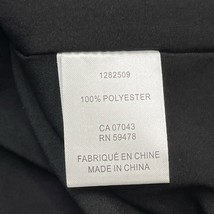 1282509
100% POLYESTER
CA 07043
RN 59478
FABRIQUÉ EN CHINE
MADE IN CHINA